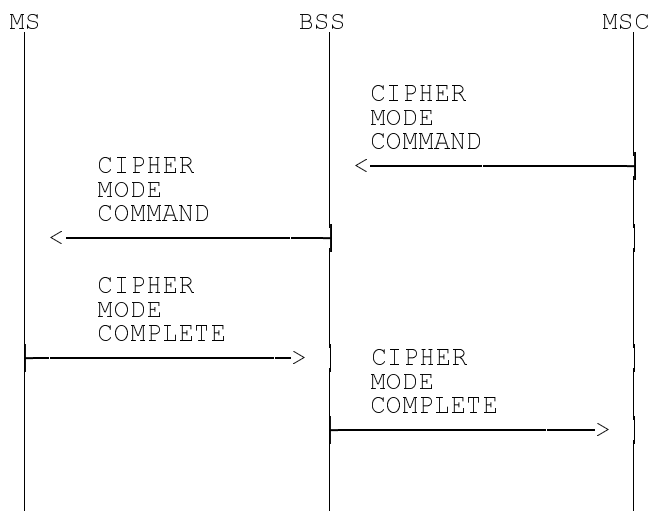 MS BSS MSC
CIPHER
MODE
COMMAND
CIPHER
MODE
COMMAND
CIPHER
MODE
COMPLETE
CIPHER
MODE
COMPLETE